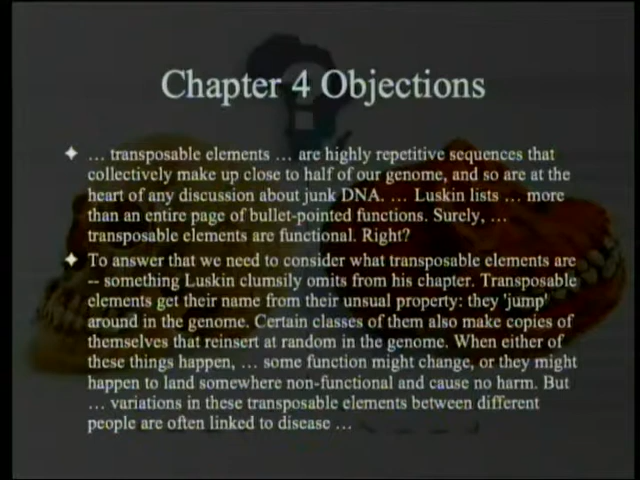 Chapter 4 Objections
… transposable elements … are highly repetitive sequences that
collectively make up close to half of our genome, and so are at the
heart of any discussion about junk DNA. … Luskin lists … more
than an entire page of bullet-pointed functions. Surely, …
transposable elements are functional. Right?
To answer that we need to consider what transposable elements are
-- something Luskin clumsily omits from his chapter. Transposable
elements get their name from their unusual property: they 'jump'
around in the genome. Certain classes of them also make copies of
themselves that reinsert at random in the genome. When either of
these things happen, … some function might change, or they might
happen to land somewhere non-functional and cause no harm. But
… variations in these transposable elements between different
people are often linked to disease …